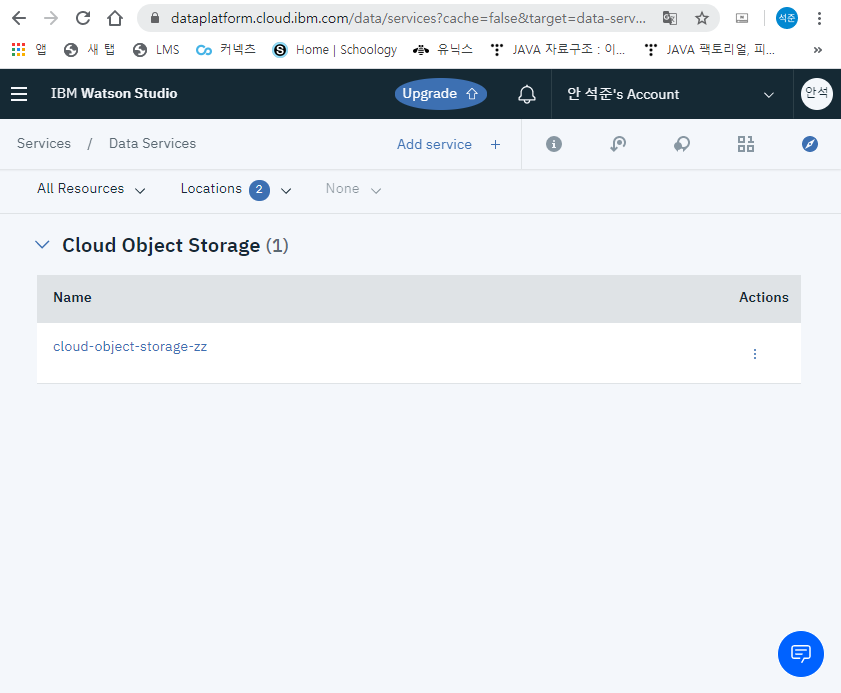 dataplatform.cloud.ibm.com/data/services?cache=false&target=data-serv...
석준
앱 새 탭 LMS 커넥츠 Home | Schoology 유닉스 JAVA 자료구조 : 이... JAVA 팩토리얼, 피... »
IBM Watson Studio Upgrade 안 석준's Account 안석
Services / Data Services Add service +
All Resources Locations 2 None
Cloud Object Storage (1)
Name Actions
cloud-object-storage-zz